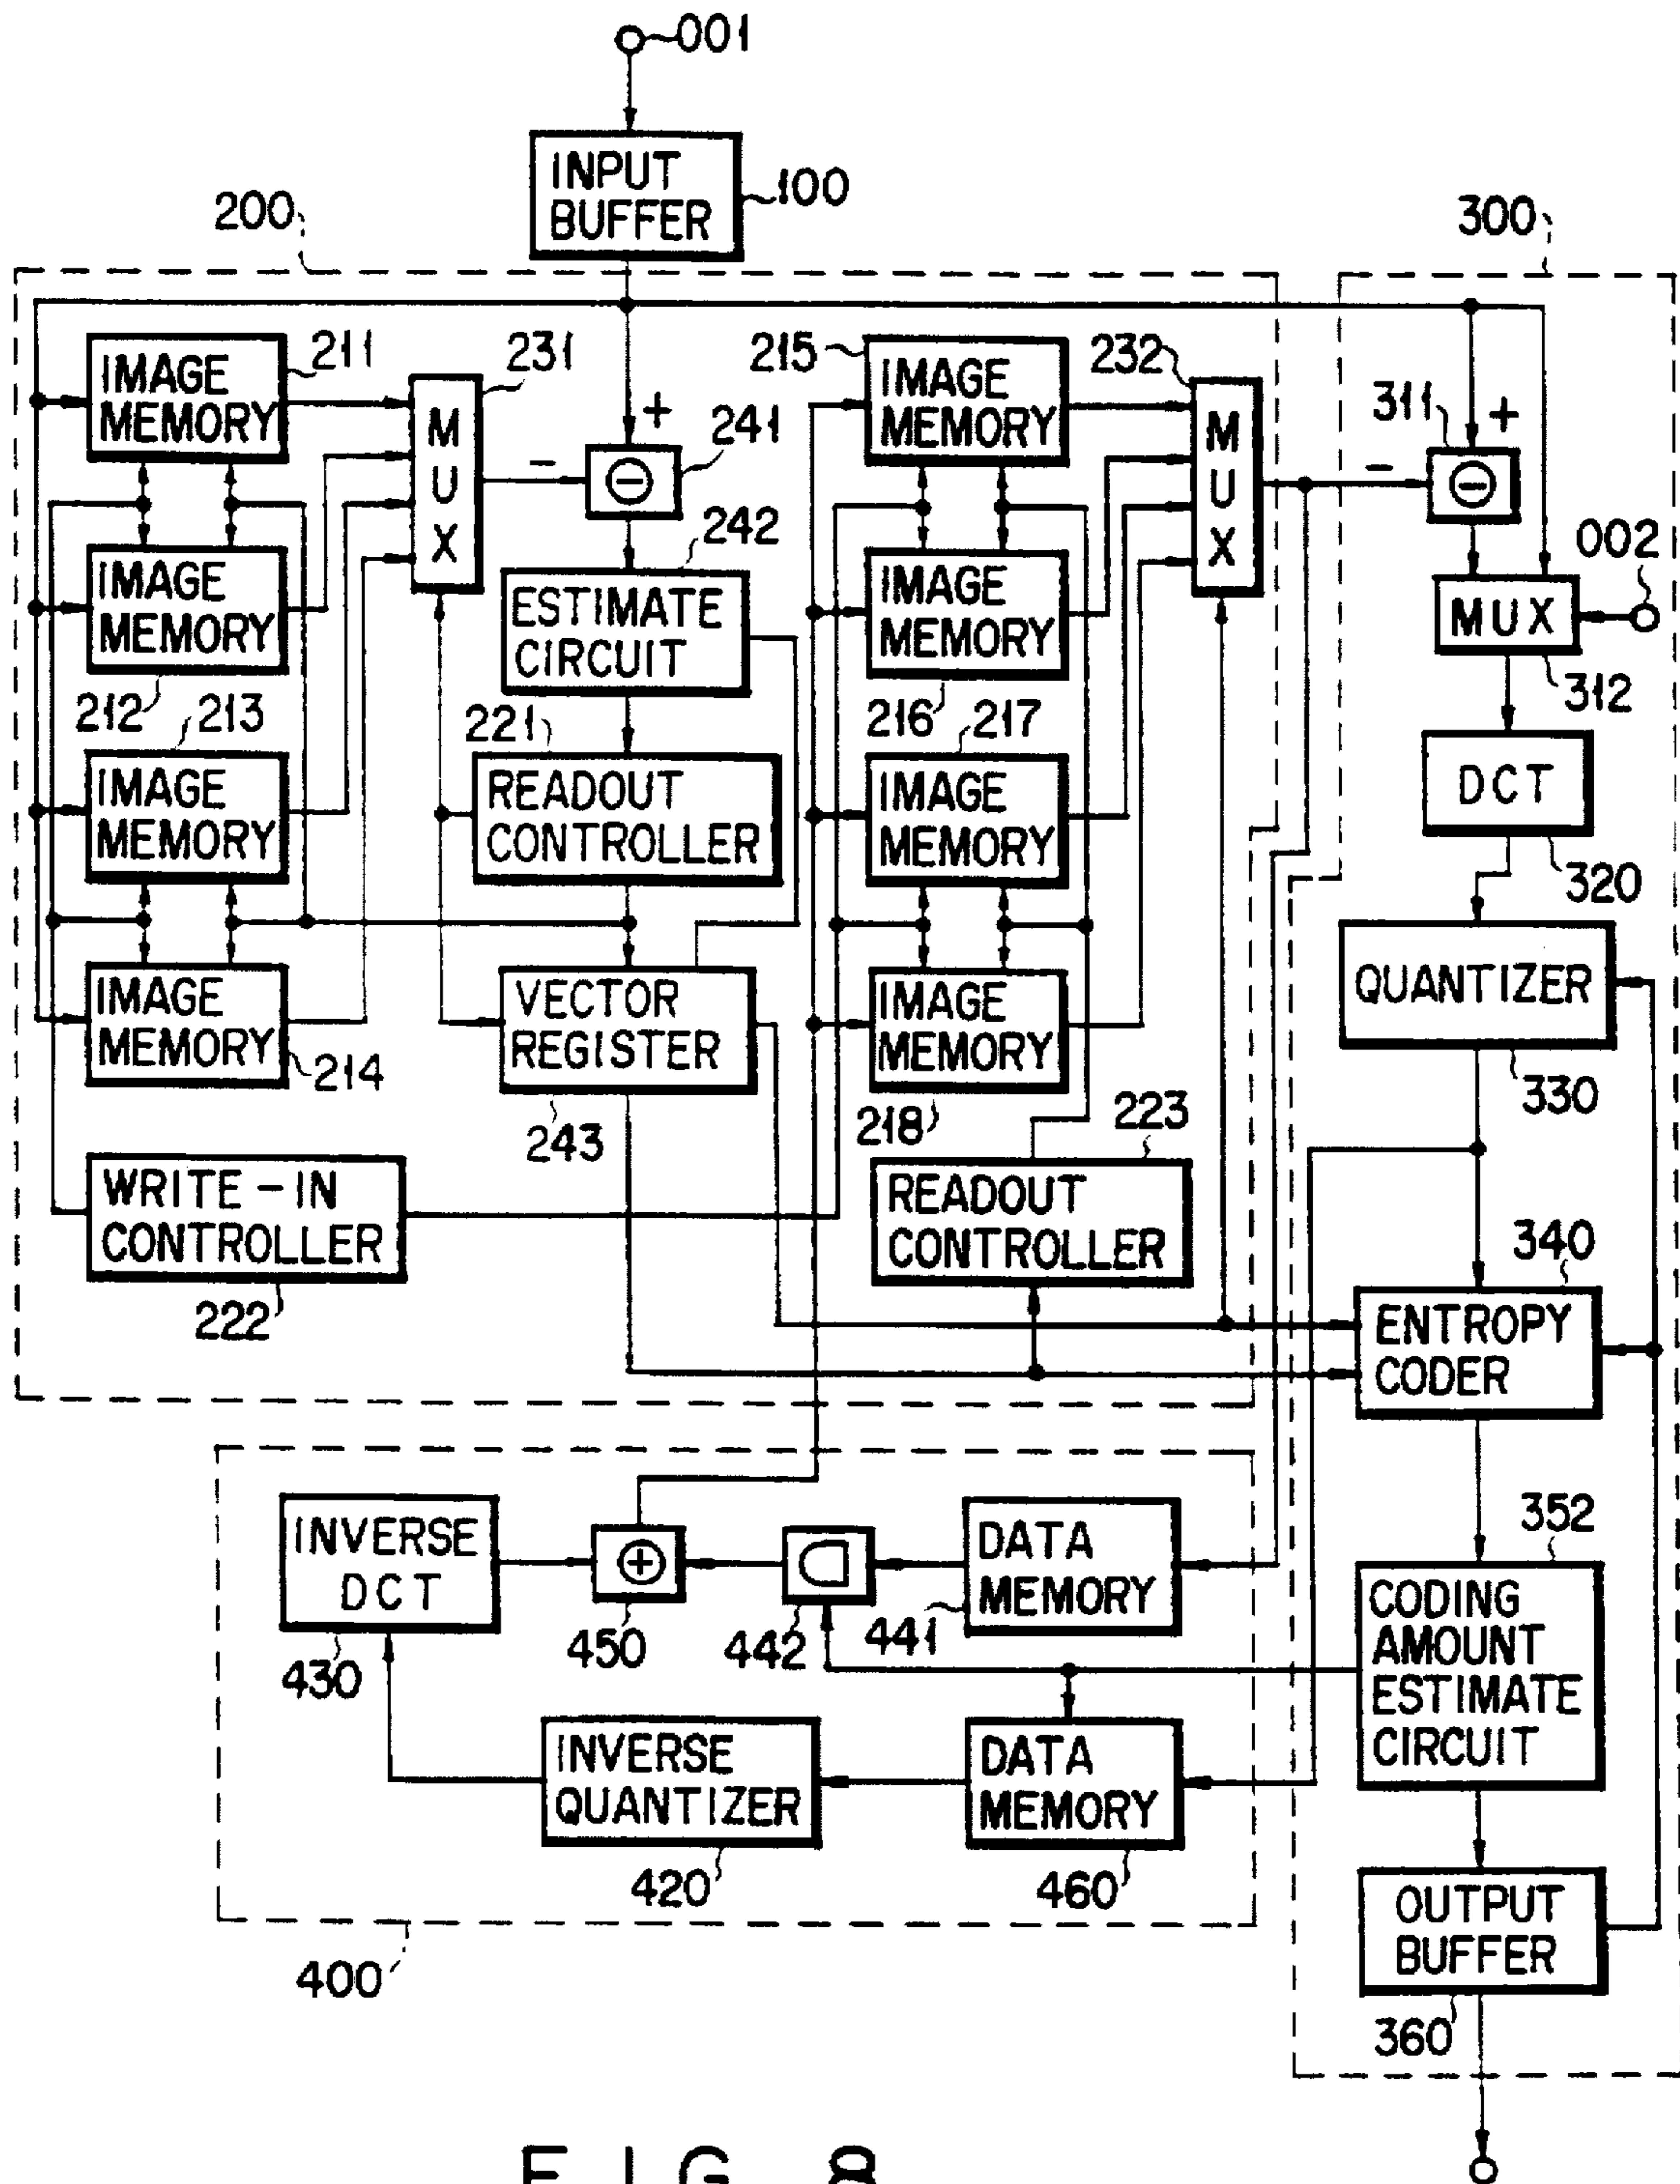 001
INPUT
BUFFER
100
200
300
IMAGE
MEMORY
211
M
U
X
231
+
-
⊖
241
215
IMAGE
MEMORY
232
M
U
X
311
+
-
⊖
002
IMAGE
MEMORY
212
242
ESTIMATE
CIRCUIT
IMAGE
MEMORY
216
MUX
312
213
IMAGE
MEMORY
221
READOUT
CONTROLLER
217
IMAGE
MEMORY
DCT
320
IMAGE
MEMORY
214
VECTOR
REGISTER
243
IMAGE
MEMORY
218
QUANTIZER
330
WRITE-IN
CONTROLLER
222
223
READOUT
CONTROLLER
340
ENTROPY
CODER
INVERSE
DCT
430
⊕
450
442
DATA
MEMORY
441
352
CODING
AMOUNT
ESTIMATE
CIRCUIT
INVERSE
QUANTIZER
420
DATA
MEMORY
460
OUTPUT
BUFFER
360
400
FIG. 8